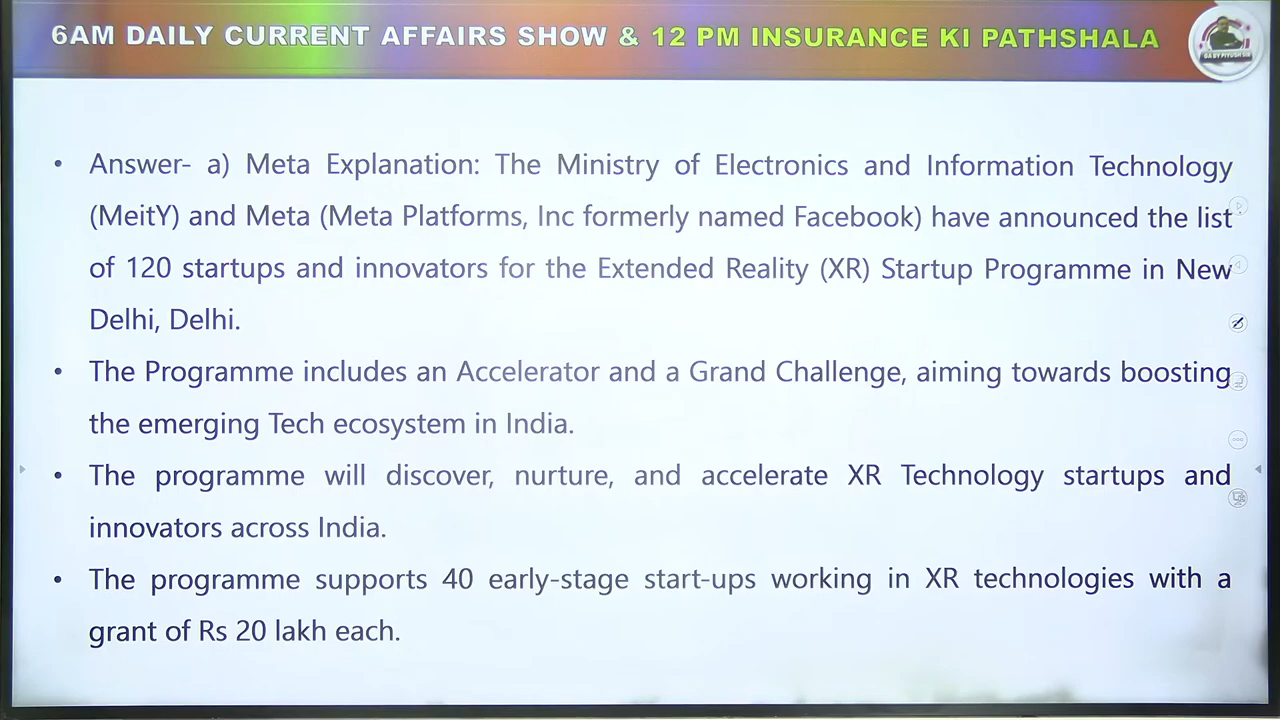 6AM DAILY CURRENT AFFAIRS SHOW & 12 PM INSURANCE KI PATHSHALA
• Answer- a) Meta Explanation: The Ministry of Electronics and Information Technology
(MeitY) and Meta (Meta Platforms, Inc formerly named Facebook) have announced the list
of 120 startups and innovators for the Extended Reality (XR) Startup Programme in New
Delhi, Delhi.
• The Programme includes an Accelerator and a Grand Challenge, aiming towards boosting
the emerging Tech ecosystem in India.
• The programme will discover, nurture, and accelerate XR Technology startups and
innovators across India.
• The programme supports 40 early-stage start-ups working in XR technologies with a
grant of Rs 20 lakh each.